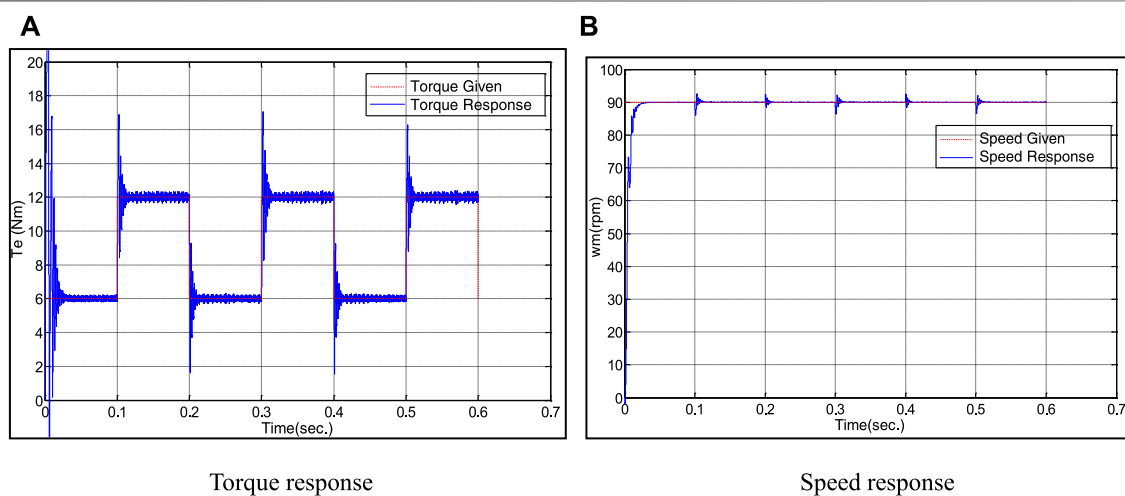 A
20
18
16
14
12
10
8
6
4
2
0
Te (Nm)
Torque Given
Torque Response
0 0.1 0.2 0.3 0.4 0.5 0.6 0.7
Time(sec.)
Torque response
B
100
90
80
70
60
50
40
30
20
10
0
wm(rpm)
Speed Given
Speed Response
0 0.1 0.2 0.3 0.4 0.5 0.6 0.7
Time(sec.)
Speed response